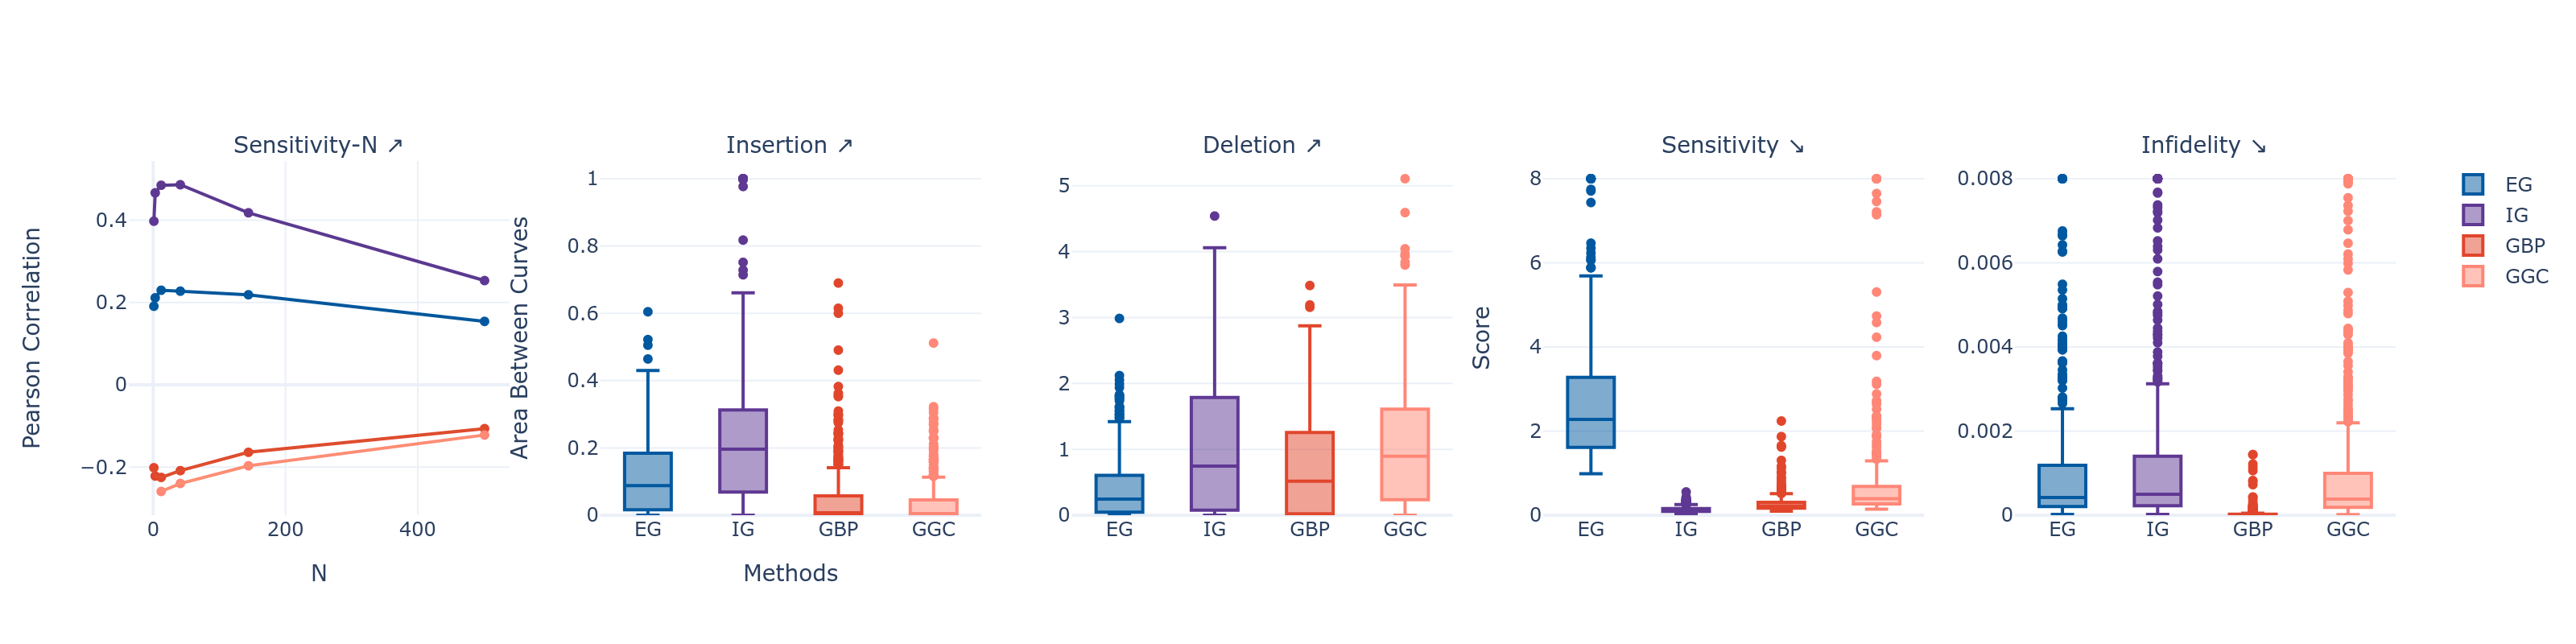 Sensitivity-N ↗
Pearson Correlation
0.4
0.2
0
−0.2
0 200 400
N
Insertion ↗
Area Between Curves
1
0.8
0.6
0.4
0.2
0
EG IG GBP GGC
Methods
Deletion ↗
5
4
3
2
1
0
EG IG GBP GGC
Sensitivity ↘
Score
8
6
4
2
0
EG IG GBP GGC
Infidelity ↘
0.008
0.006
0.004
0.002
0
EG IG GBP GGC
EG
IG
GBP
GGC